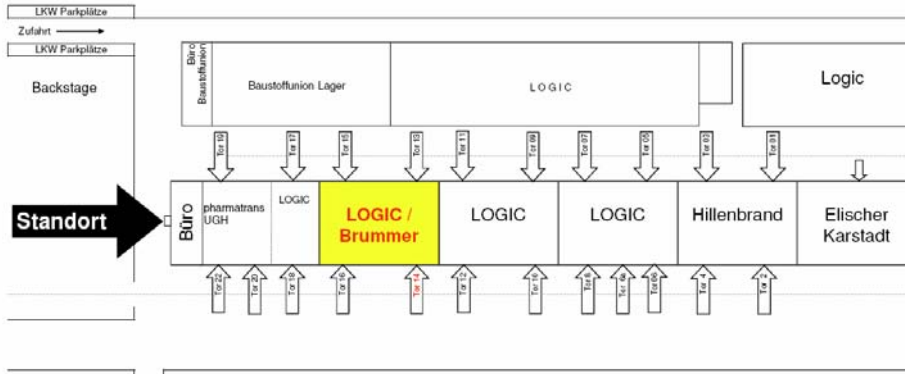 LKW Parkplätze
Zufahrt
LKW Parkplätze
Backstage
Büro
Baustoffunion
Baustoffunion Lager
LOGIC
Logic
Tor 19
Tor 17
Tor 15
Tor 13
Tor 11
Tor 09
Tor 07
Tor 05
Tor 03
Tor 01
Standort
Büro
pharmatrans
UGH
LOGIC
LOGIC /
Brummer
LOGIC
LOGIC
Hillenbrand
Elischer
Karstadt
Tor 22
Tor 20
Tor 18
Tor 16
Tor 14
Tor 12
Tor 10
Tor 8
Tor 6a
Tor 06
Tor 4
Tor 2